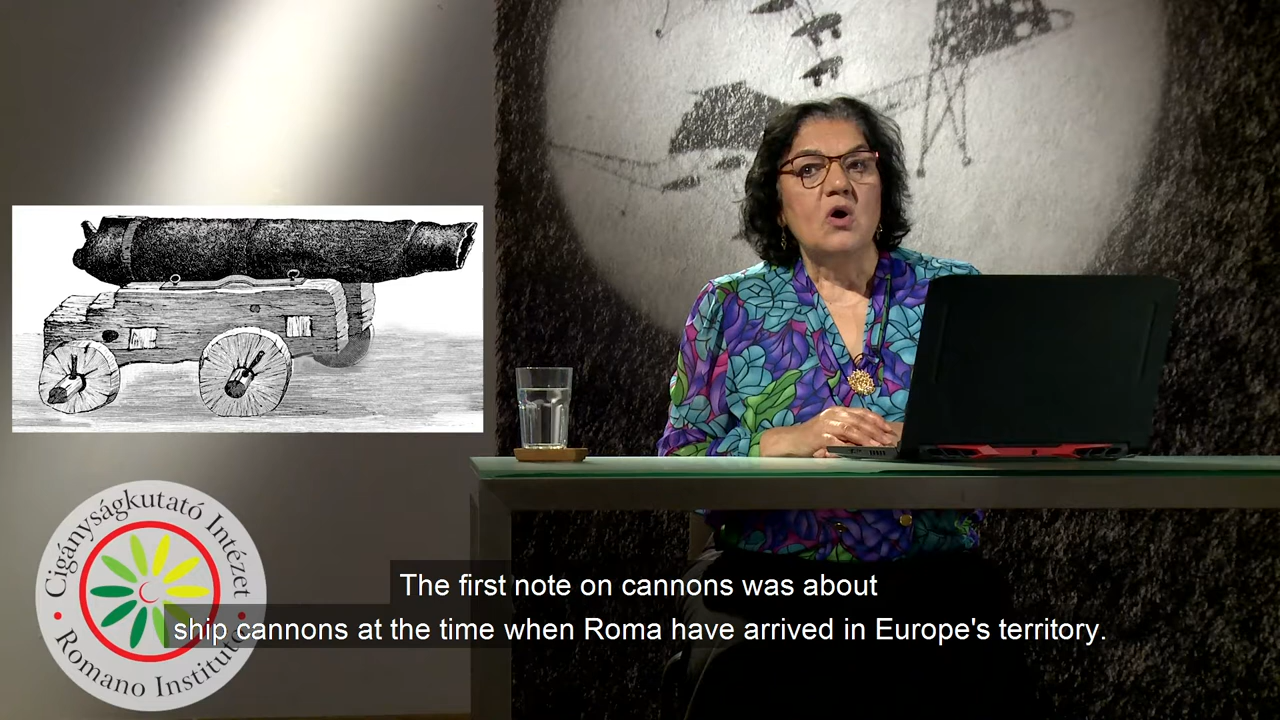 Cigányságkutató Intézet
Romano Instituto
The first note on cannons was about
ship cannons at the time when Roma have arrived in Europe's territory.